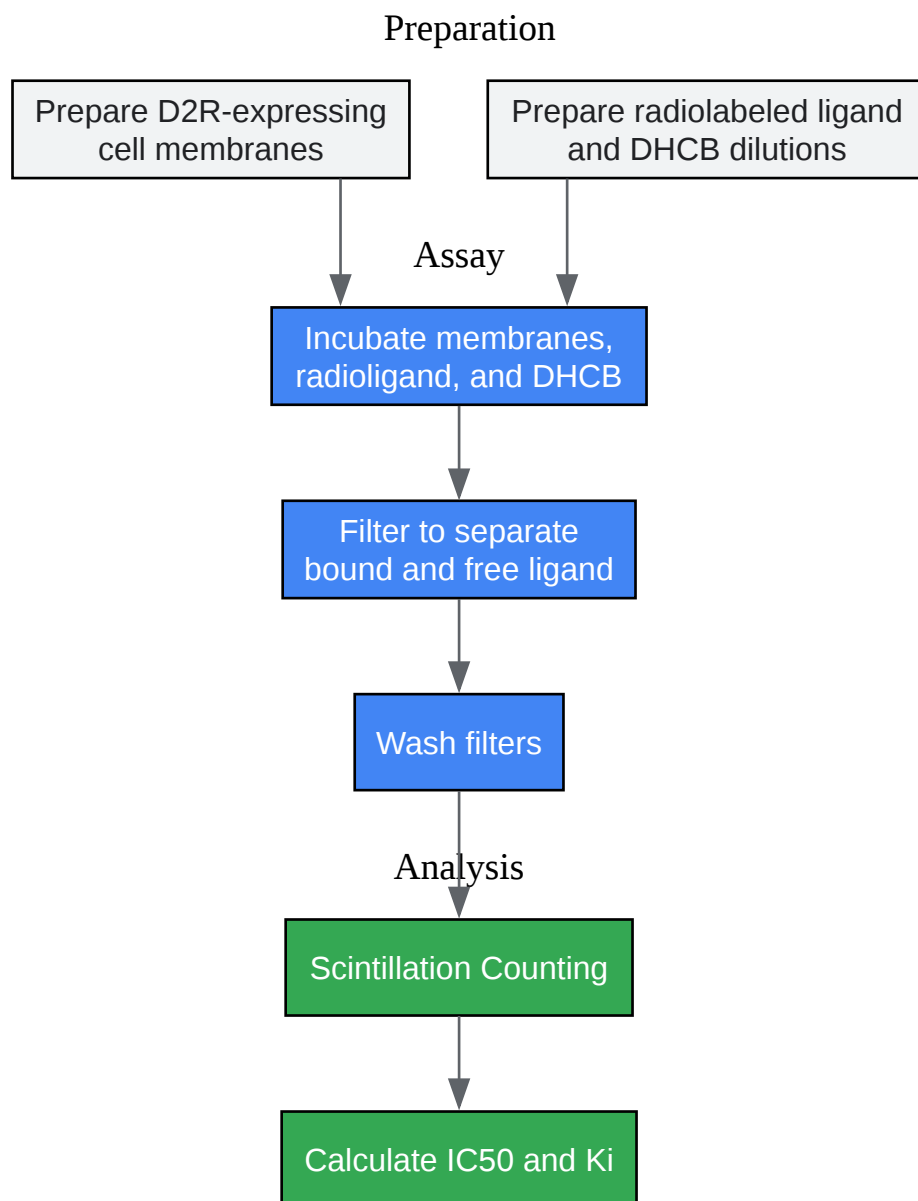 Preparation
Prepare D2R-expressing
cell membranes
Prepare radiolabeled ligand
and DHCB dilutions
Assay
Incubate membranes,
radioligand, and DHCB
Filter to separate
bound and free ligand
Wash filters
Analysis
Scintillation Counting
Calculate IC50 and Ki